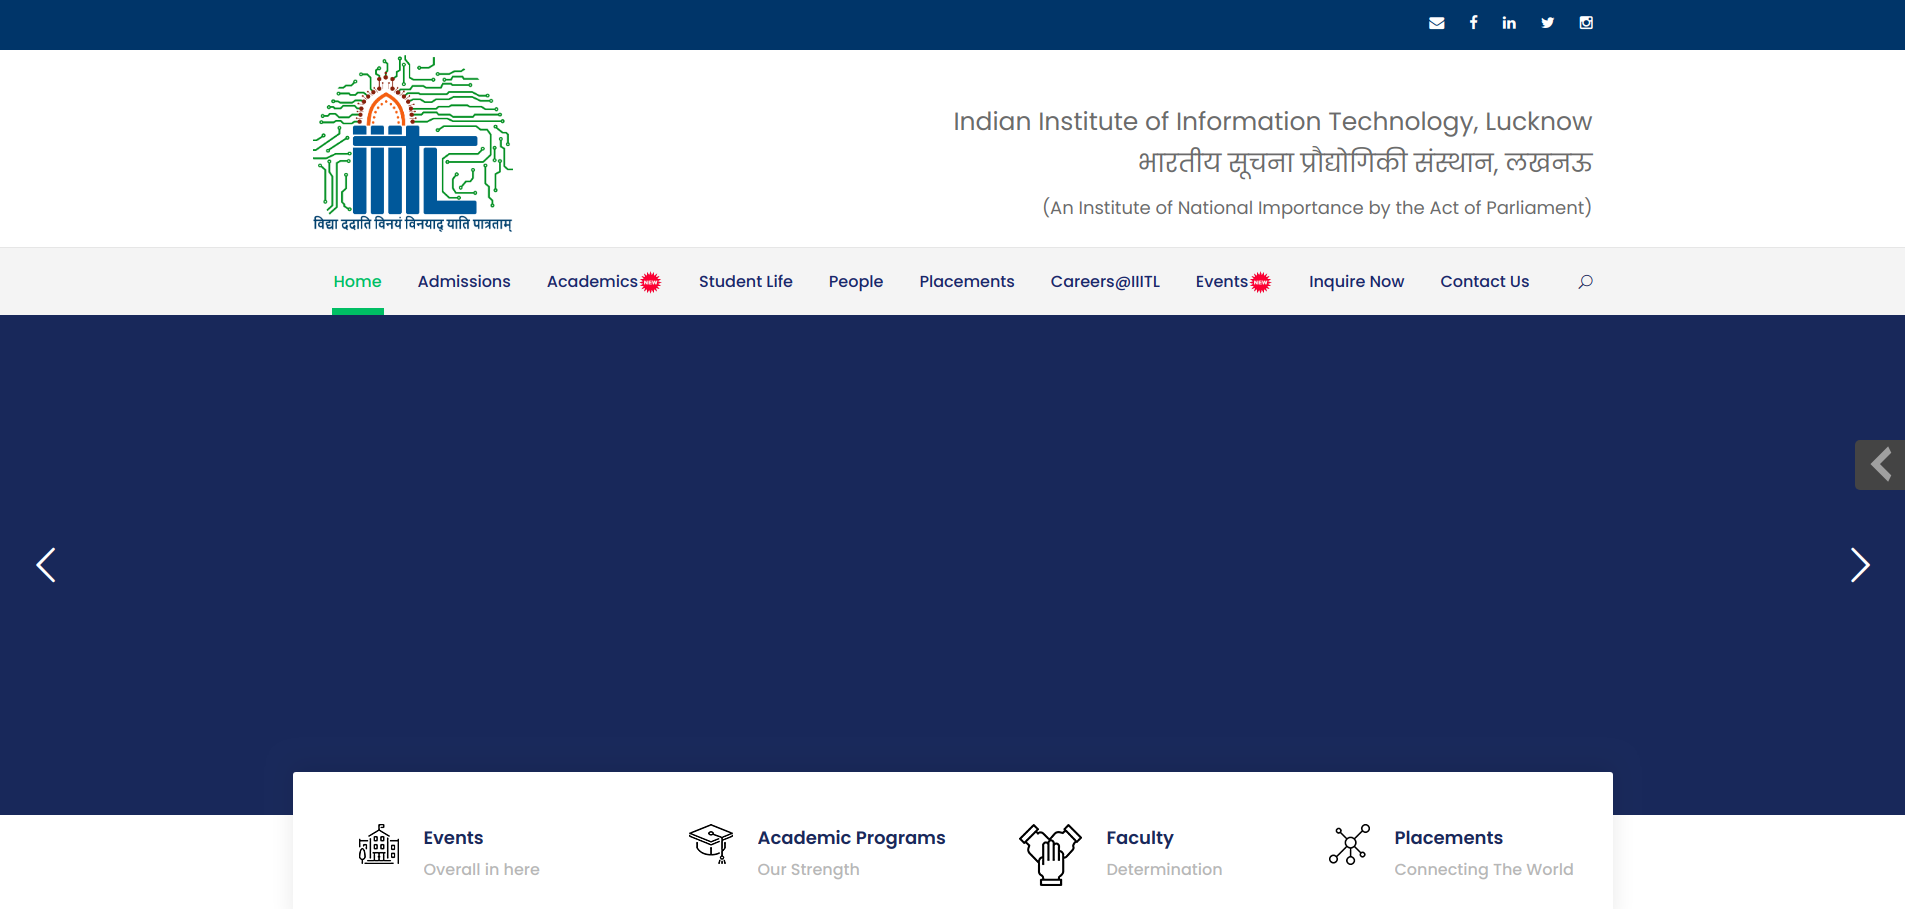 विद्या ददाति विनयं विनयाद् याति पात्रताम्
Indian Institute of Information Technology, Lucknow
भारतीय सूचना प्रौद्योगिकी संस्थान, लखनऊ
(An Institute of National Importance by the Act of Parliament)
Home Admissions Academics NEW Student Life People Placements Careers@IIITL Events NEW Inquire Now Contact Us
Events
Overall in here
Academic Programs
Our Strength
Faculty
Determination
Placements
Connecting The World